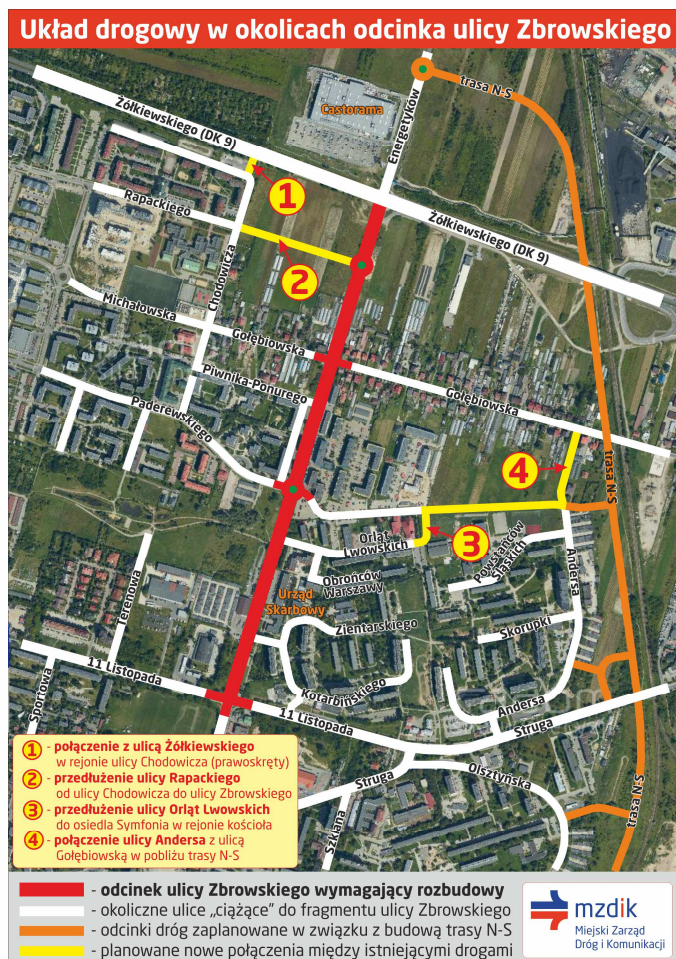 Układ drogowy w okolicach odcinka ulicy Zbrowskiego
trasa N-S
Castorama
Energetyków
Żółkiewskiego (DK 9)
1
Rapackiego
Żółkiewskiego (DK 9)
2
Chodowicza
Michałowska
Gołębiowska
Piwnika-Ponurego
Gołębiowska
Paderewskiego
4
trasa N-S
3
Orląt
Lwowskich
Powstańców
Śląskich
Andersa
Obrońców
Warszawy
Urząd
Skarbowy
Terenowa
Zientarskiego
Skorupki
11 Listopada
Sportowa
Kotarbińskiego
Andersa
11 Listopada
Struga
Struga
Olsztyńska
Szklana
trasa N-S
1 - połączenie z ulicą Żółkiewskiego
w rejonie ulicy Chodowicza (prawoskręty)
2 - przedłużenie ulicy Rapackiego
od ulicy Chodowicza do ulicy Zbrowskiego
3 - przedłużenie ulicy Orląt Lwowskich
do osiedla Symfonia w rejonie kościoła
4 - połączenie ulicy Andersa z ulicą
Gołębiowską w pobliżu trasy N-S
- odcinek ulicy Zbrowskiego wymagający rozbudowy
- okoliczne ulice „ciążące” do fragmentu ulicy Zbrowskiego
- odcinki dróg zaplanowane w związku z budową trasy N-S
- planowane nowe połączenia między istniejącymi drogami
mzdik
Miejski Zarząd
Dróg i Komunikacji